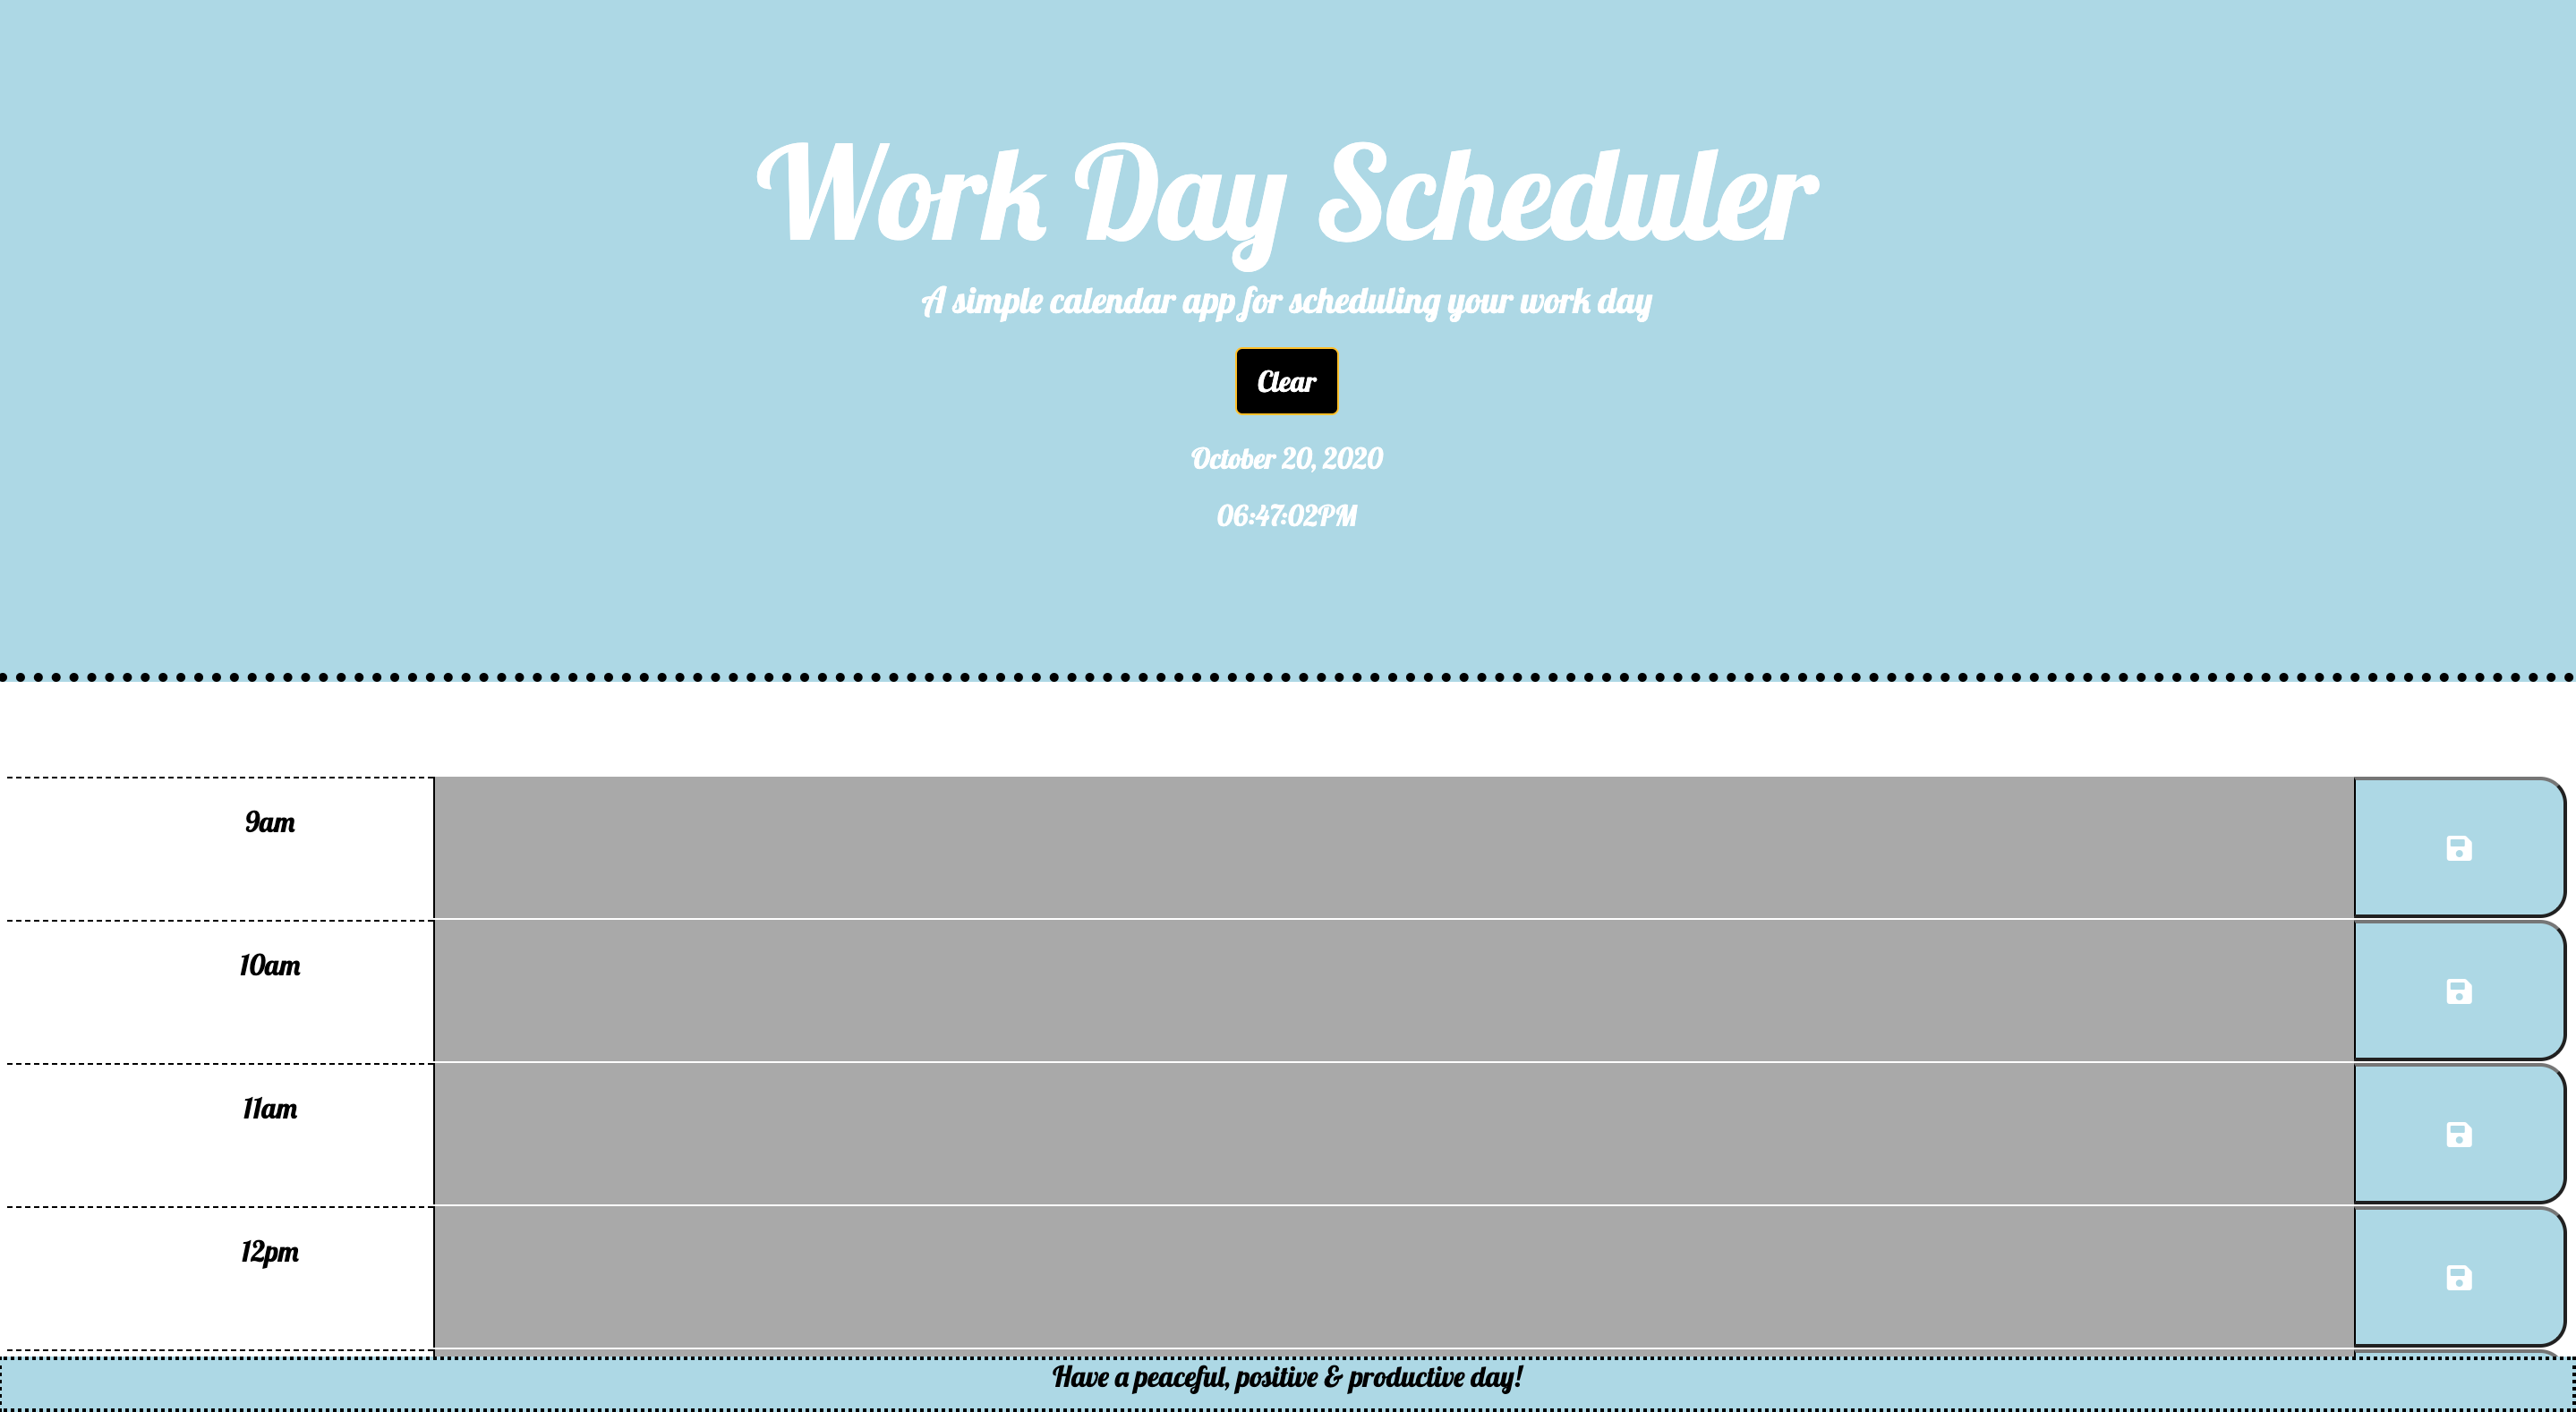 Work Day Scheduler
A simple calendar app for scheduling your work day
Clear
October 20, 2020
06:47:02PM
9am
10am
11am
12pm
Have a peaceful, positive & productive day!